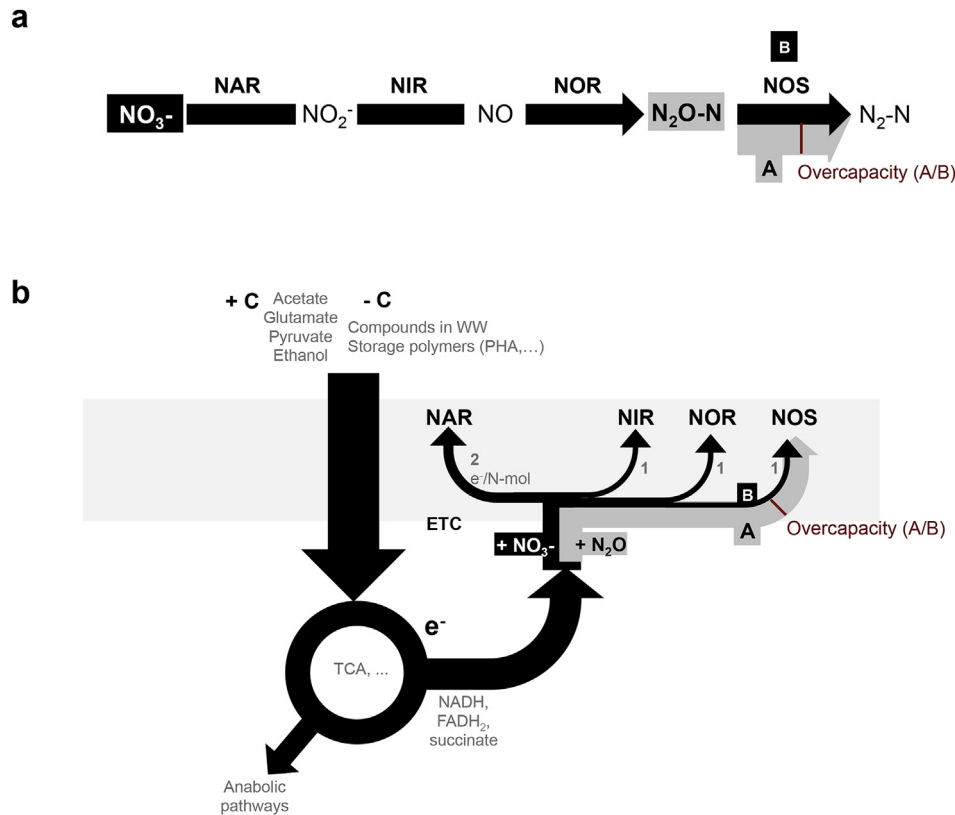 a
B
NAR NIR NOR NOS
NO₃- NO₂⁻ NO N₂O-N N₂-N
A
Overcapacity (A/B)
b
+ C
Acetate
Glutamate
Pyruvate
Ethanol
- C
Compounds in WW
Storage polymers (PHA,...)
NAR NIR NOR NOS
2
e⁻/N-mol
1 1 1
B
ETC
A
Overcapacity (A/B)
+ NO₃- + N₂O
e⁻
TCA, ...
NADH,
FADH₂,
succinate
Anabolic
pathways